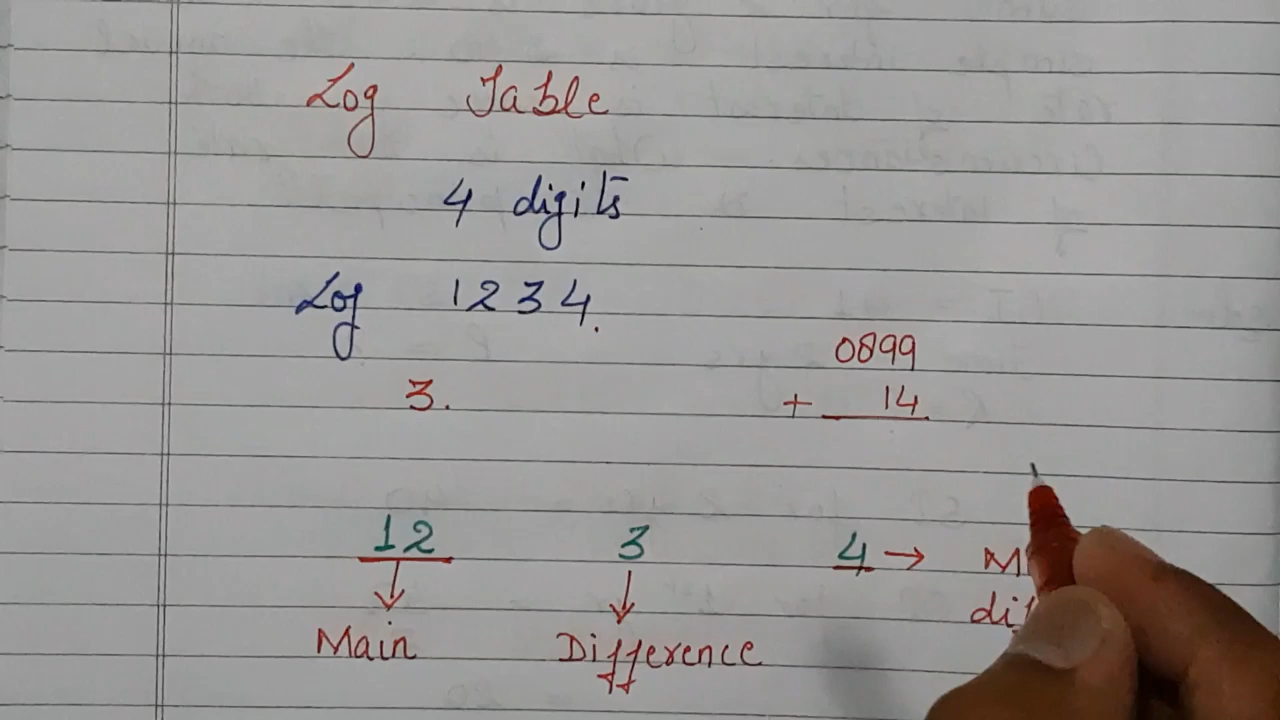 Log Table
4 digits
Log 1234.
3.
0899
+ 14
12 3 4 → M
Main Difference